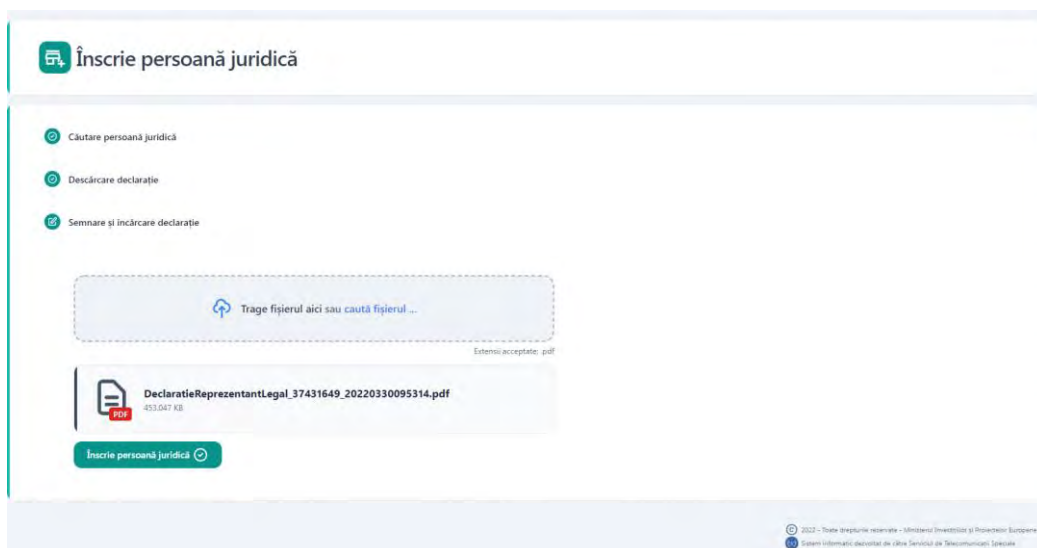 Înscrie persoană juridică
Căutare persoană juridică
Descărcare declarație
Semnare și încărcare declarație
Trage fișierul aici sau caută fișierul ...
Extensii acceptate: .pdf
DeclaratieReprezentantLegal_37431649_20220330095314.pdf
453,047 KB
PDF
Înscrie persoană juridică
2022 - Toate drepturile rezervate - Ministerul Investițiilor și Proiectelor Europene
Sistem informatic dezvoltat de către Serviciul de Telecomunicații Speciale